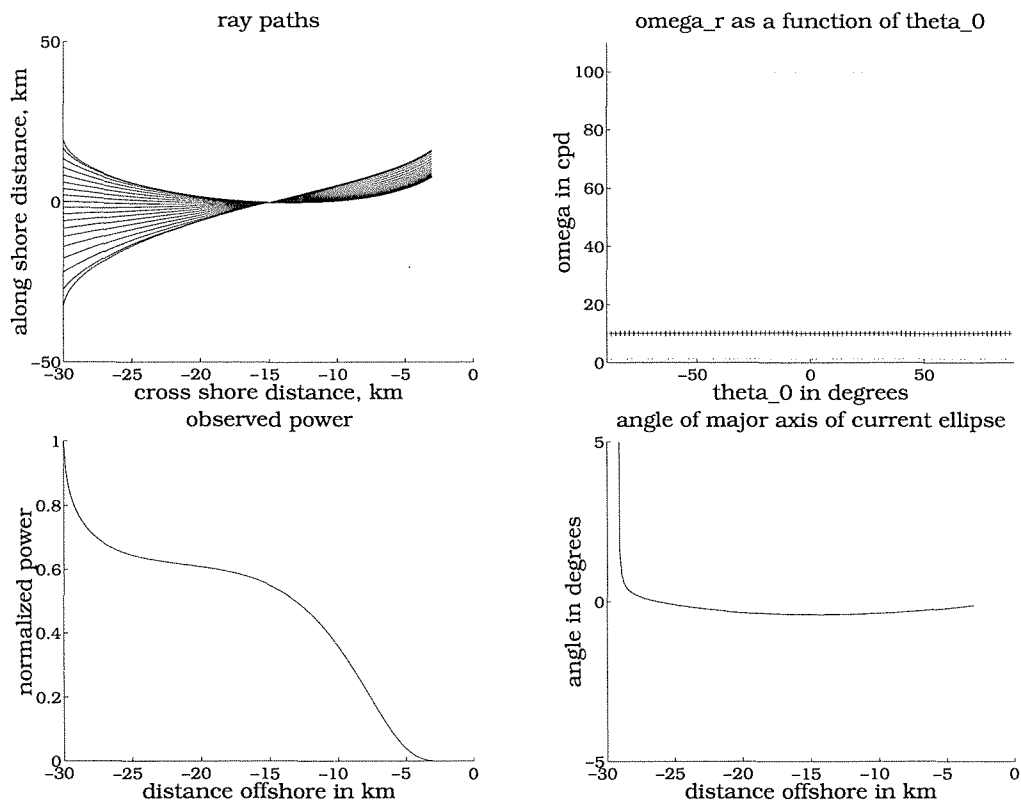 ray paths
50
0
-50
along shore distance, km
-30 -25 -20 -15 -10 -5 0
cross shore distance, km
omega_r as a function of theta_0
100
80
60
40
20
0
omega in cpd
-50 0 50
theta_0 in degrees
observed power
1
0.8
0.6
0.4
0.2
0
normalized power
-30 -25 -20 -15 -10 -5 0
distance offshore in km
angle of major axis of current ellipse
5
0
-5
angle in degrees
-30 -25 -20 -15 -10 -5 0
distance offshore in km